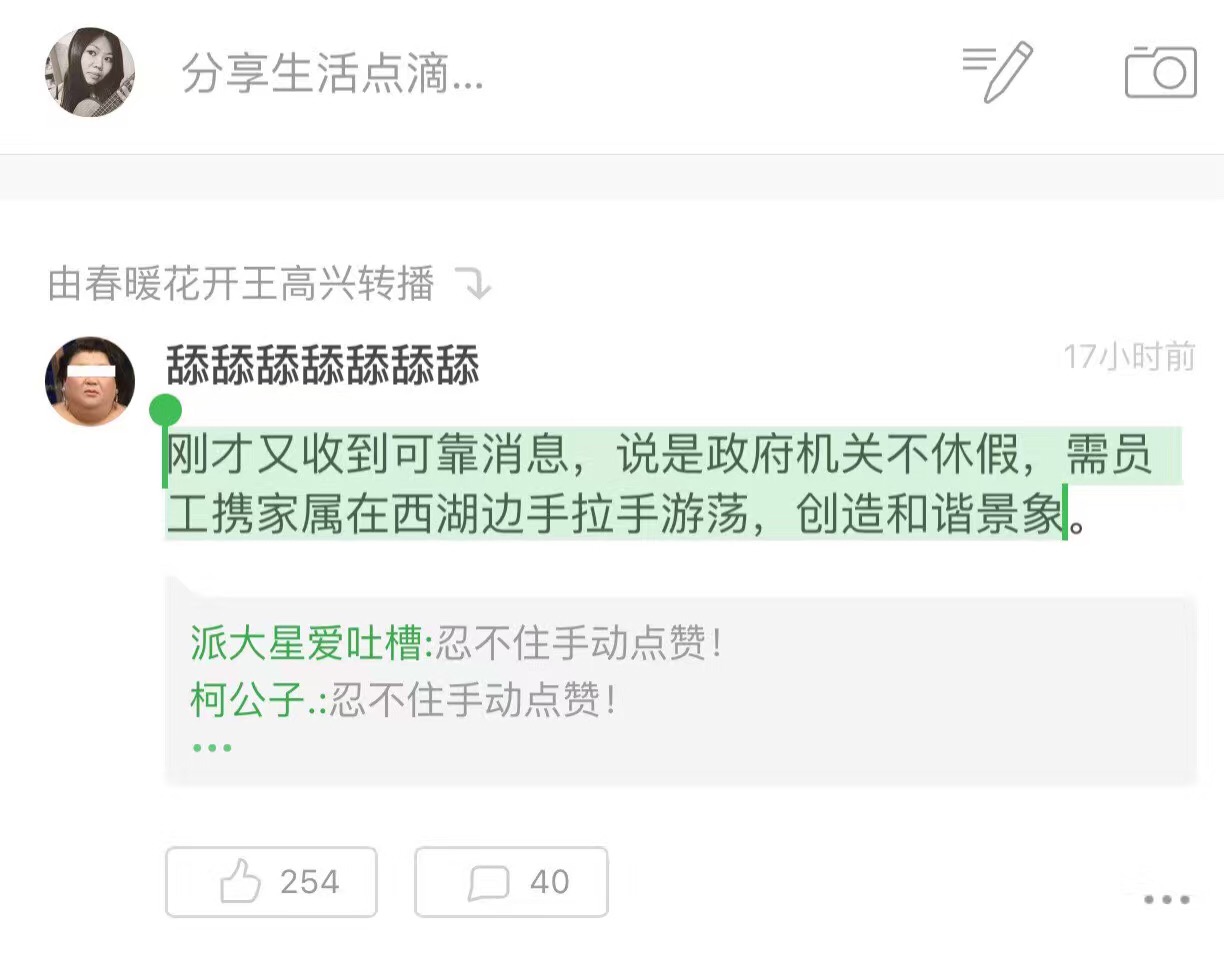 分享生活点滴...
由春暖花开王高兴转播
舔舔舔舔舔舔舔
17小时前
刚才又收到可靠消息，说是政府机关不休假，需员
工携家属在西湖边手拉手游荡，创造和谐景象。
派大星爱吐槽:忍不住手动点赞！
柯公子.:忍不住手动点赞！
254
40